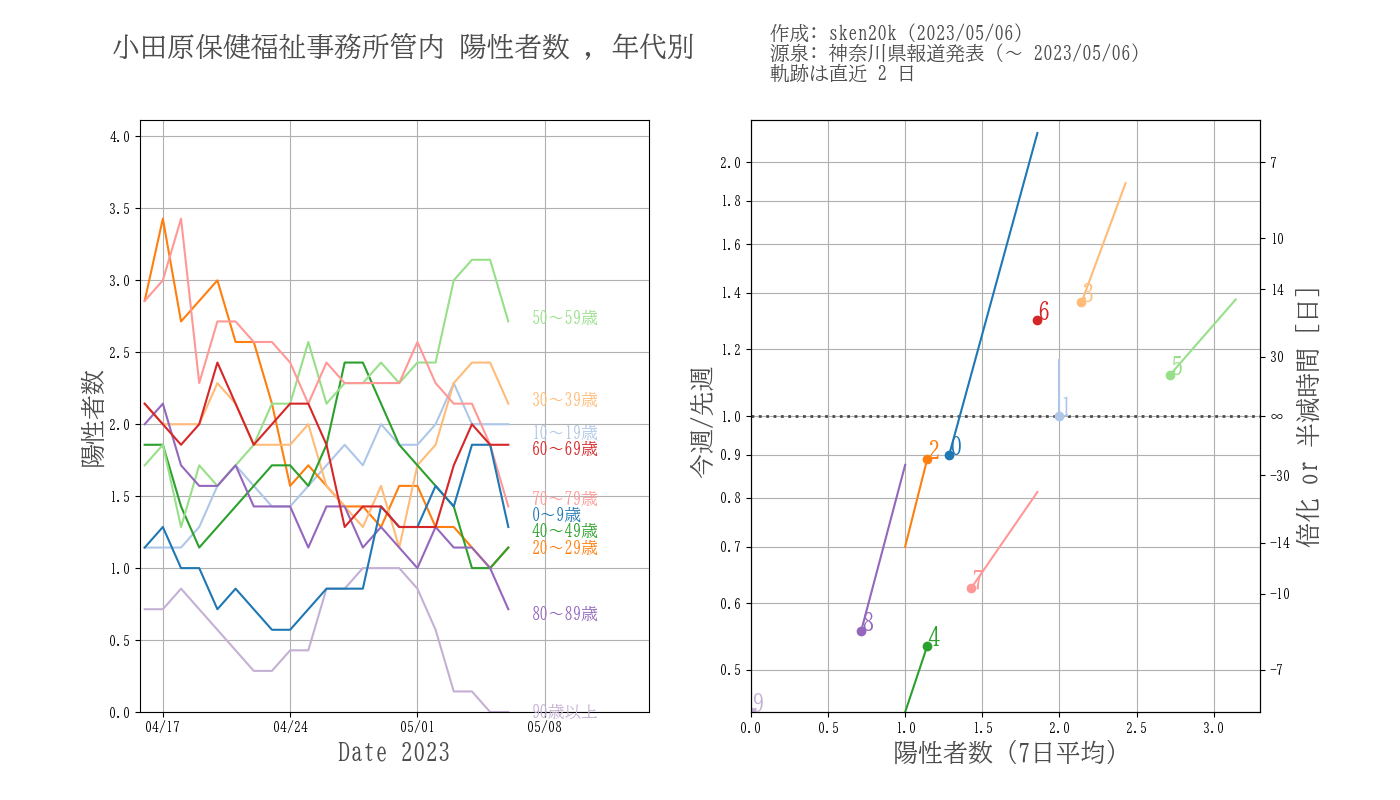 小田原保健福祉事務所管内 陽性者数 , 年代別
作成: sken20k (2023/05/06)
源泉: 神奈川県報道発表 (～ 2023/05/06)
軌跡は直近 2 日
陽性者数
4.0
3.5
3.0
2.5
2.0
1.5
1.0
0.5
0.0
04/17
04/24
05/01
05/08
Date 2023
50～59歳
30～39歳
10～19歳
60～69歳
70～79歳
0～9歳
40～49歳
20～29歳
80～89歳
90歳以上
今週/先週
2.0
1.8
1.6
1.4
1.2
1.0
0.9
0.8
0.7
0.6
0.5
0.0
0.5
1.0
1.5
2.0
2.5
3.0
陽性者数 (7日平均)
3
6
5
1
2
0
7
8
4
9
7
10
14
30
∞
-30
-14
-10
-7
倍化 or 半減時間 [日]